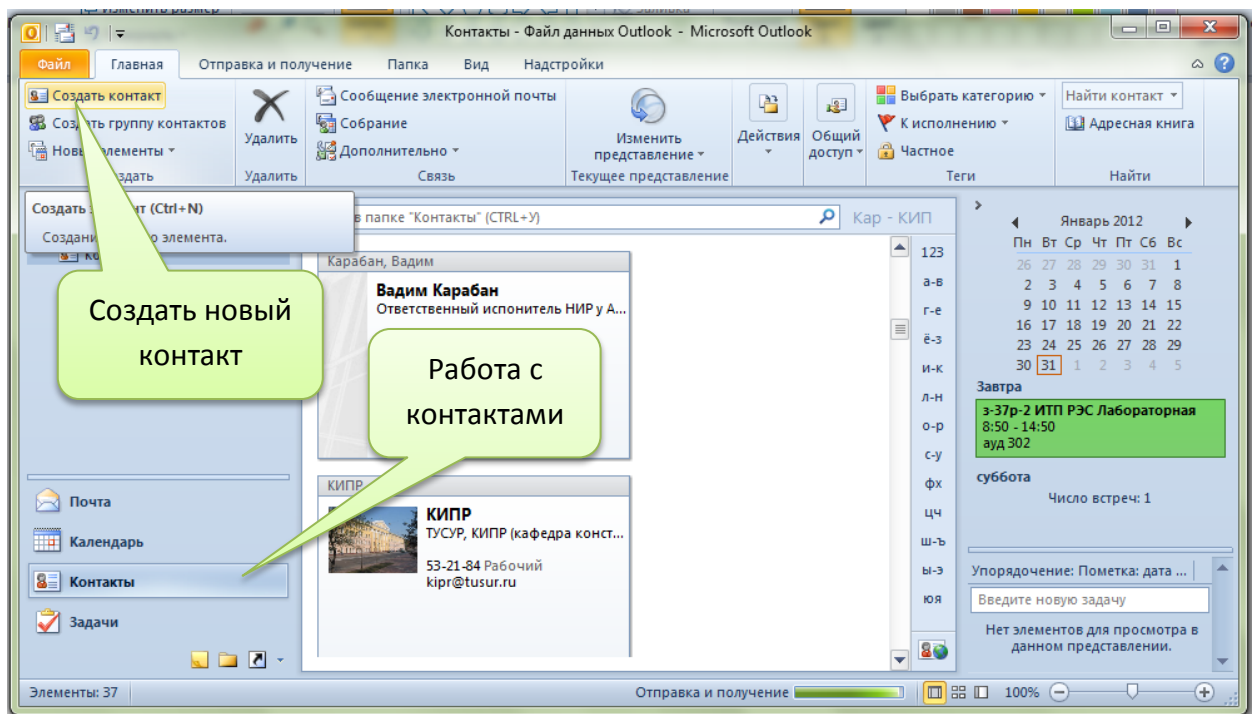 Изменить размер
Заливка
Контакты - Файл данных Outlook - Microsoft Outlook
Файл Главная Отправка и получение Папка Вид Надстройки
Создать контакт
Создать группу контактов
Новые элементы
Создать
Удалить
Удалить
Сообщение электронной почты
Собрание
Дополнительно
Связь
Изменить
представление
Текущее представление
Действия
Общий
доступ
Выбрать категорию
К исполнению
Частное
Теги
Найти контакт
Адресная книга
Найти
Создать элемент (Ctrl+N)
Создание нового элемента.
Создать новый
контакт
Работа с
контактами
в папке "Контакты" (CTRL+У)
Кар - КИП
Карабан, Вадим
Вадим Карабан
Ответственный испонитель НИР у А...
КИПР
КИПР
ТУСУР, КИПР (кафедра конст...
53-21-84 Рабочий
kipr@tusur.ru
123
а-в
г-е
ё-з
и-к
л-н
о-р
с-у
фх
цч
ш-ъ
ы-э
юя
Январь 2012
Пн Вт Ср Чт Пт Сб Вс
26 27 28 29 30 31 1
2 3 4 5 6 7 8
9 10 11 12 13 14 15
16 17 18 19 20 21 22
23 24 25 26 27 28 29
30 31 1 2 3 4 5
Завтра
з-37р-2 ИТП РЭС Лабораторная
8:50 - 14:50
ауд 302
суббота
Число встреч: 1
Упорядочение: Пометка: дата ...
Введите новую задачу
Нет элементов для просмотра в
данном представлении.
Почта
Календарь
Контакты
Задачи
Элементы: 37
Отправка и получение
100%